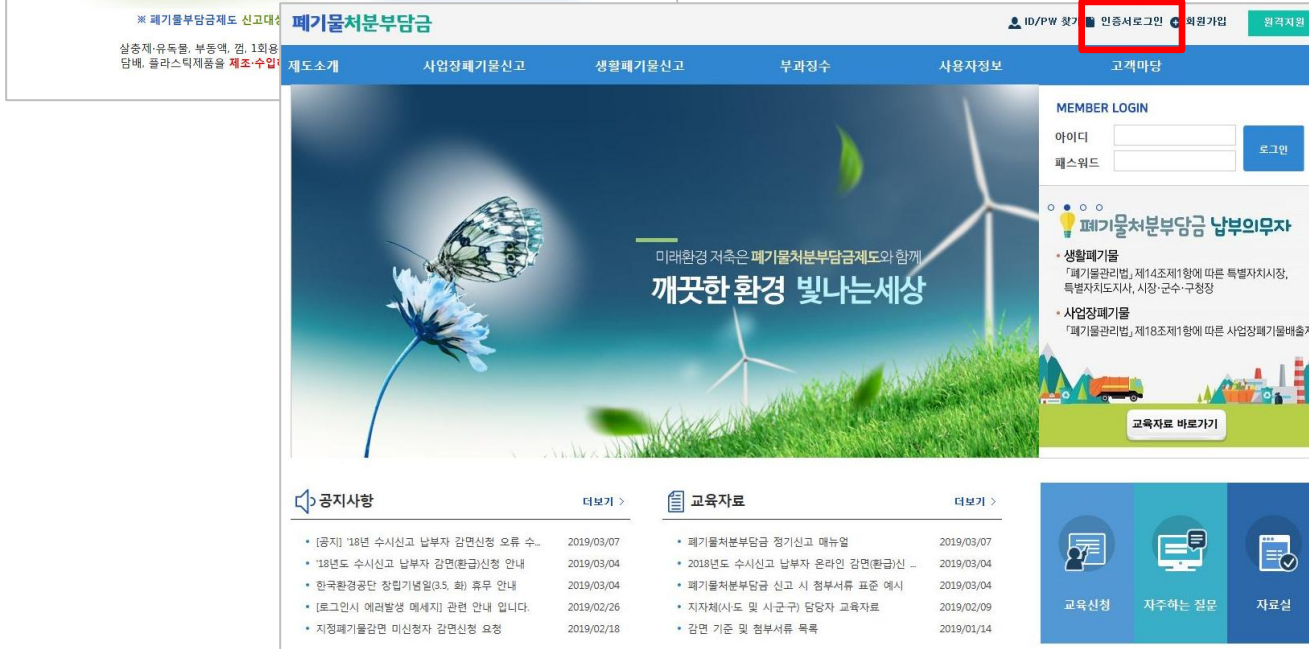 ※ 폐기물부담금제도 신고대상
살충제·유독물, 부동액, 껌, 1회용
담배, 플라스틱제품을 제조·수입
폐기물처분부담금
ID/PW 찾기 인증서로그인 회원가입 원격지원
제도소개 사업장폐기물신고 생활폐기물신고 부과징수 사용자정보 고객마당
미래환경 저축은 폐기물처분부담금제도와 함께
깨끗한 환경 빛나는세상
MEMBER LOGIN
아이디
패스워드
로그인
폐기물처분부담금 납부의무자
• 생활폐기물
「폐기물관리법」 제14조제1항에 따른 특별자치시장,
특별자치도지사, 시장·군수·구청장
• 사업장폐기물
「폐기물관리법」 제18조제1항에 따른 사업장폐기물배출자
교육자료 바로가기
공지사항 더보기 >
• [공지] '18년 수시신고 납부자 감면신청 오류 수... 2019/03/07
• '18년도 수시신고 납부자 감면(환급)신청 안내 2019/03/04
• 한국환경공단 창립기념일(3.5, 화) 휴무 안내 2019/03/04
• [로그인시 에러발생 메세지] 관련 안내 입니다. 2019/02/26
• 지정폐기물감면 미신청자 감면신청 요청 2019/02/18
교육자료 더보기 >
• 폐기물처분부담금 정기신고 매뉴얼 2019/03/07
• 2018년도 수시신고 납부자 온라인 감면(환급)신 ... 2019/03/04
• 폐기물처분부담금 신고 시 첨부서류 표준 예시 2019/03/04
• 지자체(시·도 및 시·군·구) 담당자 교육자료 2019/02/09
• 감면 기준 및 첨부서류 목록 2019/01/14
교육신청 자주하는 질문 자료실